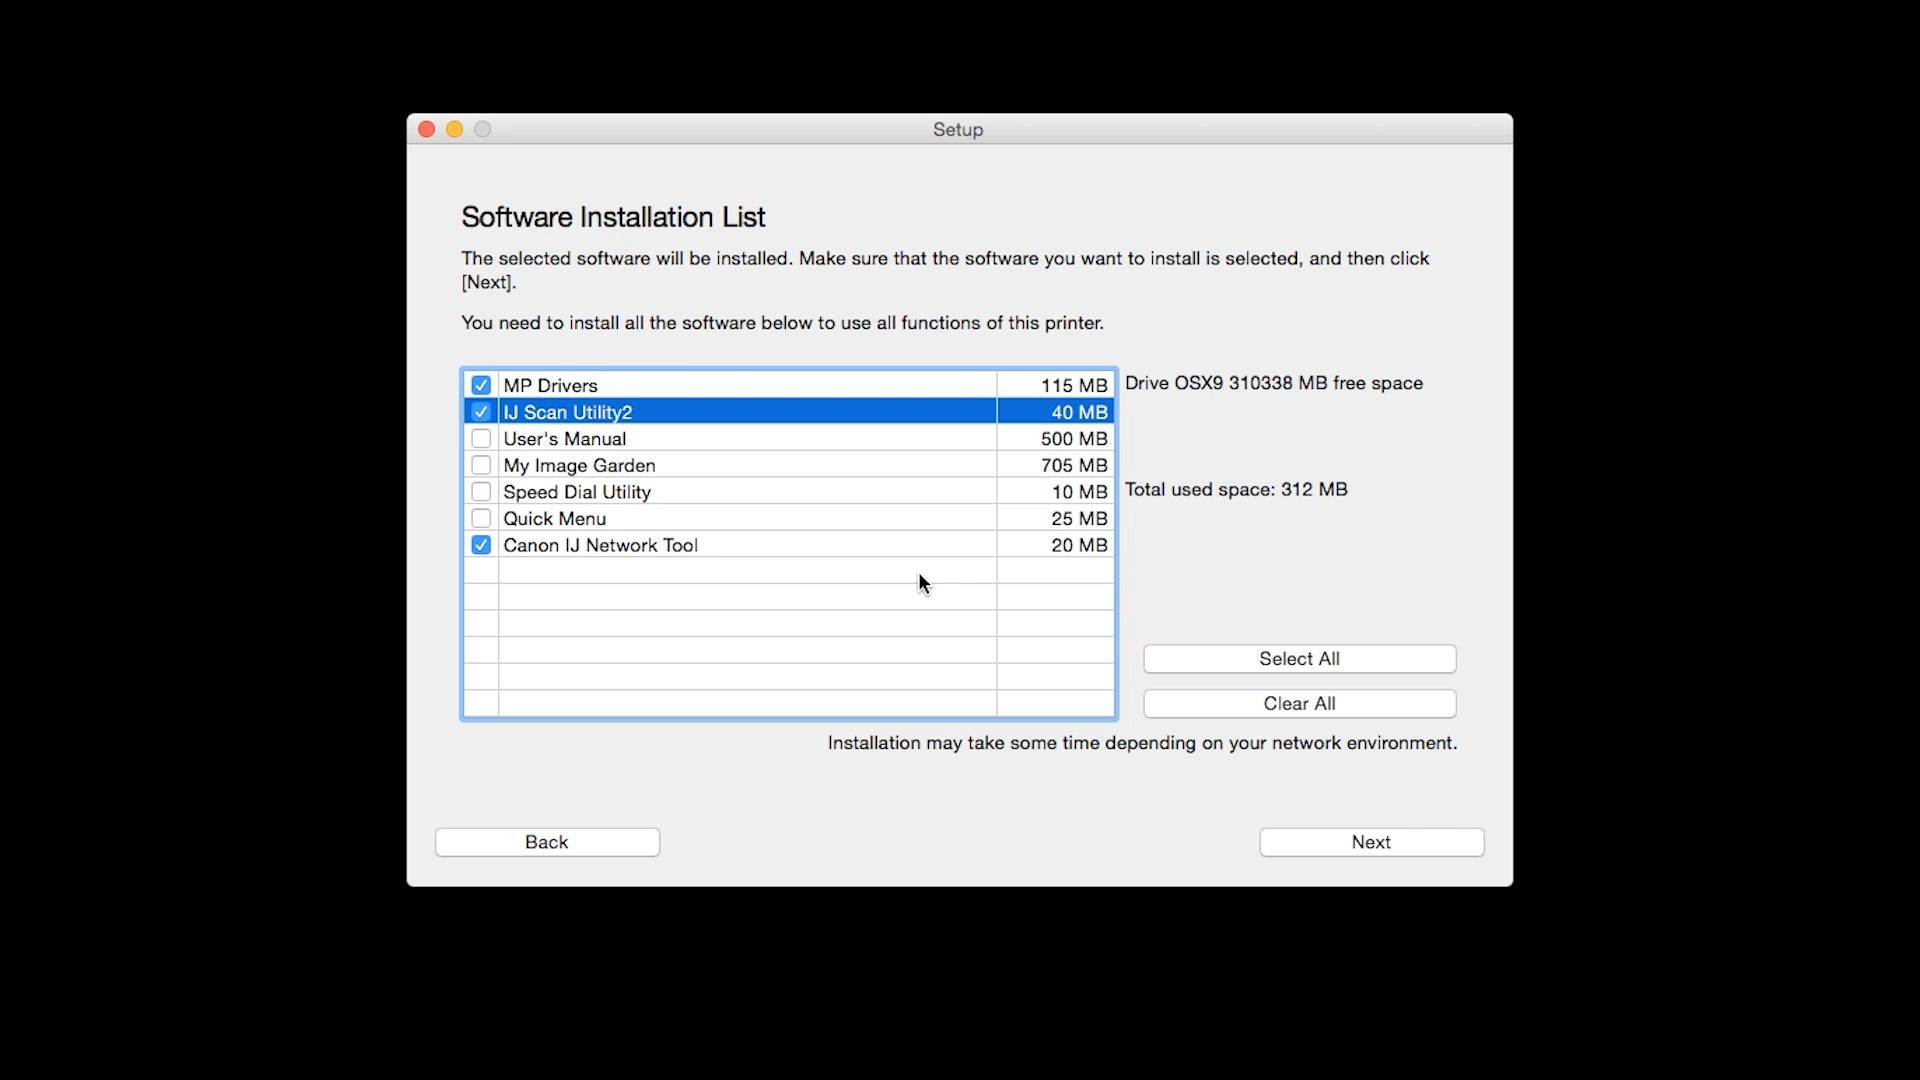 Setup
Software Installation List
The selected software will be installed. Make sure that the software you want to install is selected, and then click
[Next].
You need to install all the software below to use all functions of this printer.
MP Drivers 115 MB
IJ Scan Utility2 40 MB
User's Manual 500 MB
My Image Garden 705 MB
Speed Dial Utility 10 MB
Quick Menu 25 MB
Canon IJ Network Tool 20 MB
Drive OSX9 310338 MB free space
Total used space: 312 MB
Select All
Clear All
Installation may take some time depending on your network environment.
Back
Next